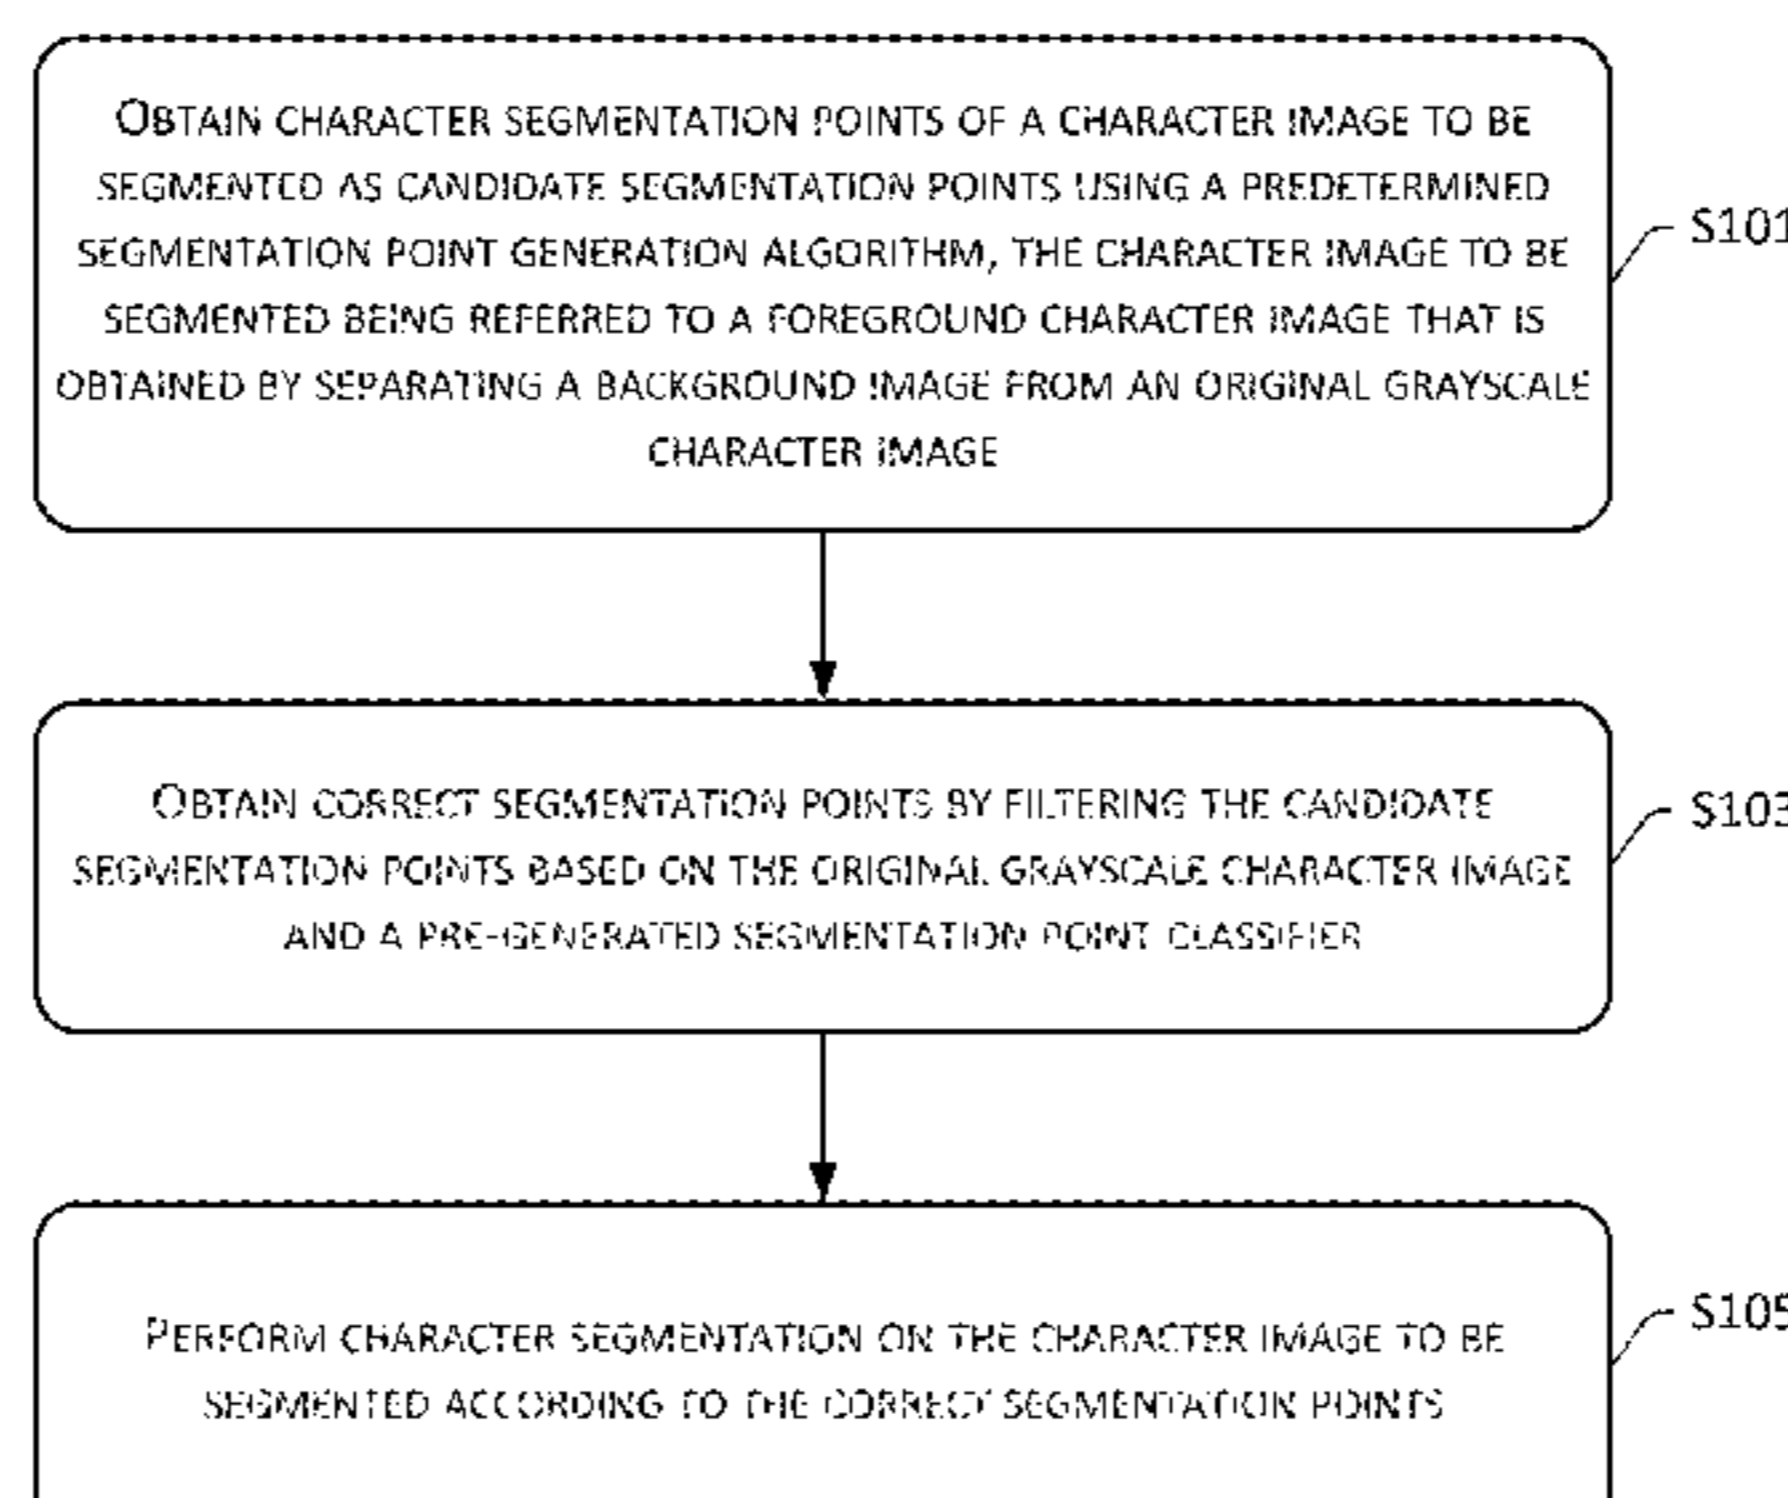 OBTAIN CHARACTER SEGMENTATION POINTS OF A CHARACTER IMAGE TO BE
SEGMENTED AS CANDIDATE SEGMENTATION POINTS USING A PREDETERMINED
SEGMENTATION POINT GENERATION ALGORITHM, THE CHARACTER IMAGE TO BE
SEGMENTED BEING REFERRED TO A FOREGROUND CHARACTER IMAGE THAT IS
OBTAINED BY SEPARATING A BACKGROUND IMAGE FROM AN ORIGINAL GRAYSCALE
CHARACTER IMAGE
S101
OBTAIN CORRECT SEGMENTATION POINTS BY FILTERING THE CANDIDATE
SEGMENTATION POINTS BASED ON THE ORIGINAL GRAYSCALE CHARACTER IMAGE
AND A PRE-GENERATED SEGMENTATION POINT CLASSIFIER
S103
PERFORM CHARACTER SEGMENTATION ON THE CHARACTER IMAGE TO BE
SEGMENTED ACCORDING TO THE CORRECT SEGMENTATION POINTS
S105